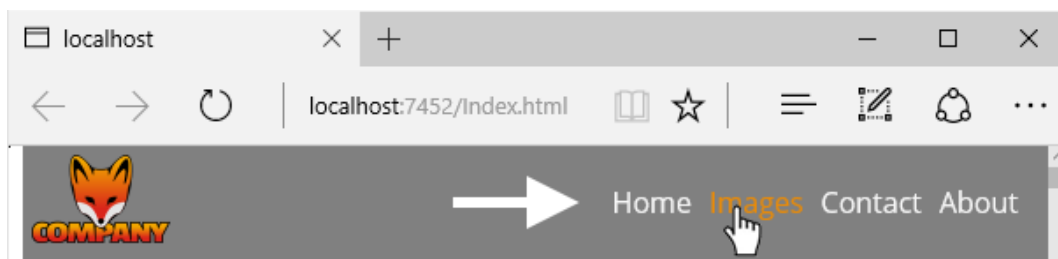 localhost
localhost:7452/Index.html
COMPANY
Home Images Contact About